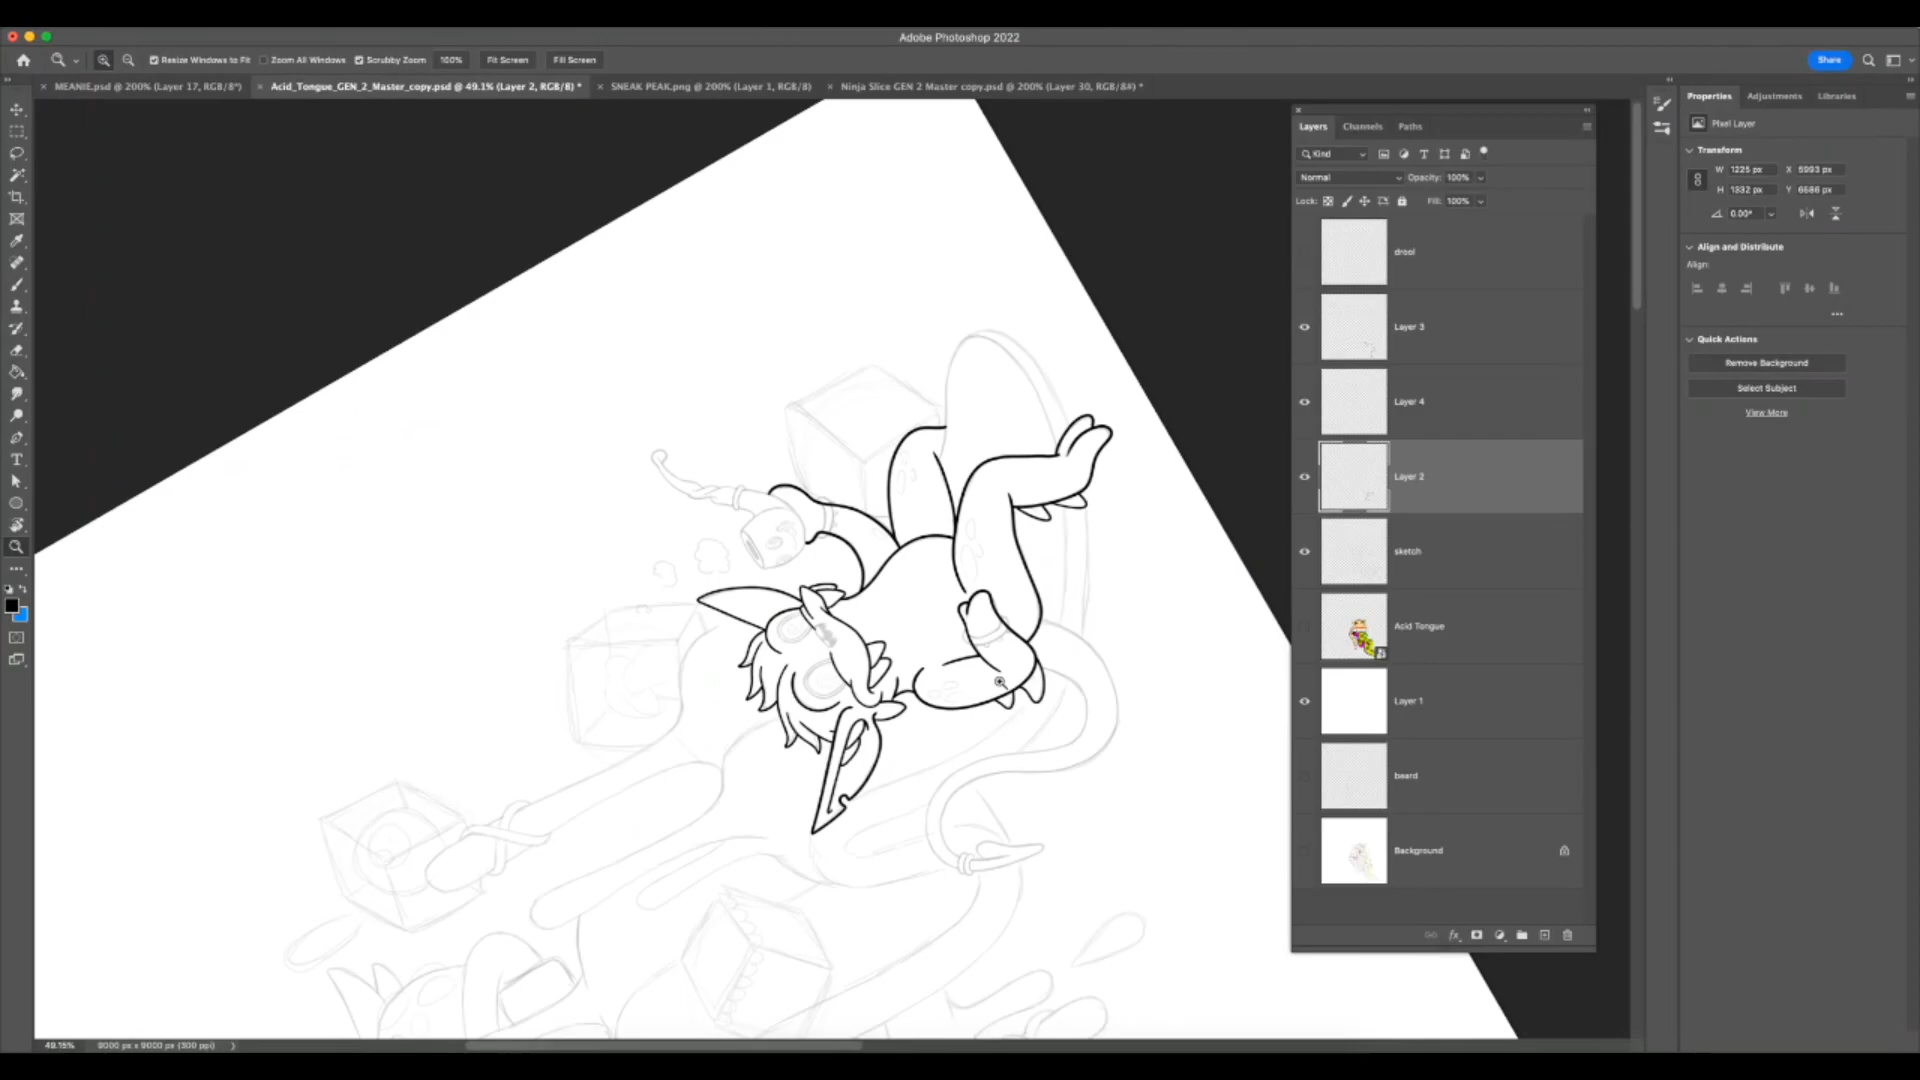 Adobe Photoshop 2022
Resize Windows to Fit Zoom All Windows Scrubby Zoom 100% Fit Screen Fill Screen Share
MEANIE.psd @ 200% (Layer 17, RGB/8*) Acid_Tongue_GEN_2_Master_copy.psd @ 49.1% (Layer 2, RGB/8) * SNEAK PEAK.png @ 200% (Layer 1, RGB/8) Ninja Slice GEN 2 Master copy.psd @ 200% (Layer 30, RGB/8#) *
Layers Channels Paths
Kind
Normal Opacity: 100%
Lock: Fill: 100%
drool
Layer 3
Layer 4
Layer 2
sketch
Acid Tongue
Layer 1
beard
Background
fx
Properties Adjustments Libraries
Pixel Layer
Transform
W 1225 px X 5993 px
H 1332 px Y 6586 px
0.00°
Align and Distribute
Align:
Quick Actions
Remove Background
Select Subject
View More
49.15% 9000 px x 9000 px (300 ppi)